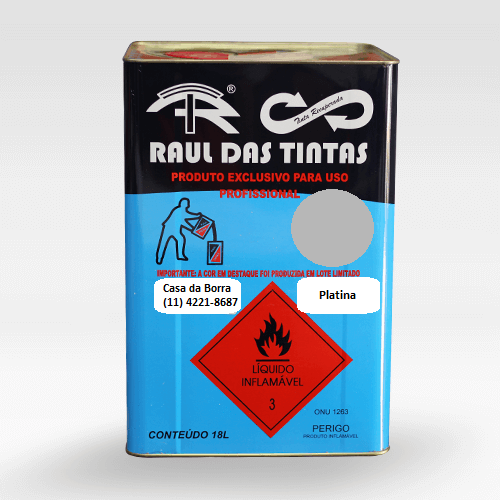 R®
Tinta Recuperada
RAUL DAS TINTAS
PRODUTO EXCLUSIVO PARA USO
PROFISSIONAL
IMPORTANTE: A COR EM DESTAQUE FOI PRODUZIDA EM LOTE LIMITADO
Casa da Borra
(11) 4221-8687
Platina
LÍQUIDO
INFLAMÁVEL
3
ONU 1263
CONTEÚDO 18L
PERIGO
PRODUTO INFLAMÁVEL